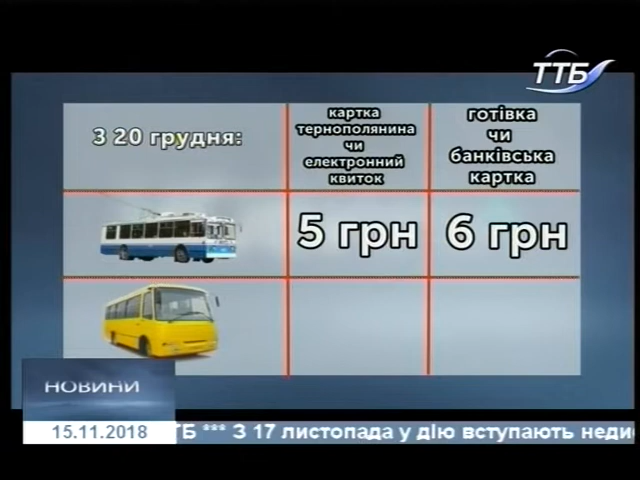 ТТБ
З 20 грудня:
картка
тернополянина
чи
електронний
квиток
готівка
чи
банківська
картка
5 грн
6 грн
НОВИНИ
15.11.2018
ТБ *** З 17 листопада у дію вступають